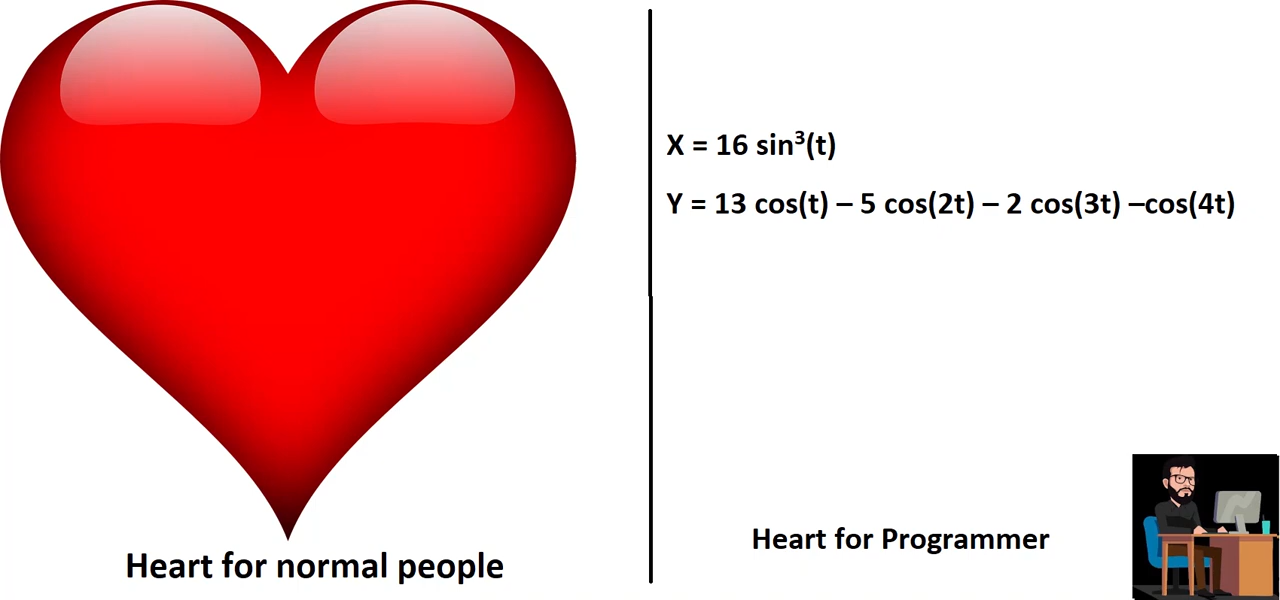 X = 16 sin³(t)
Y = 13 cos(t) – 5 cos(2t) – 2 cos(3t) –cos(4t)
Heart for normal people
Heart for Programmer